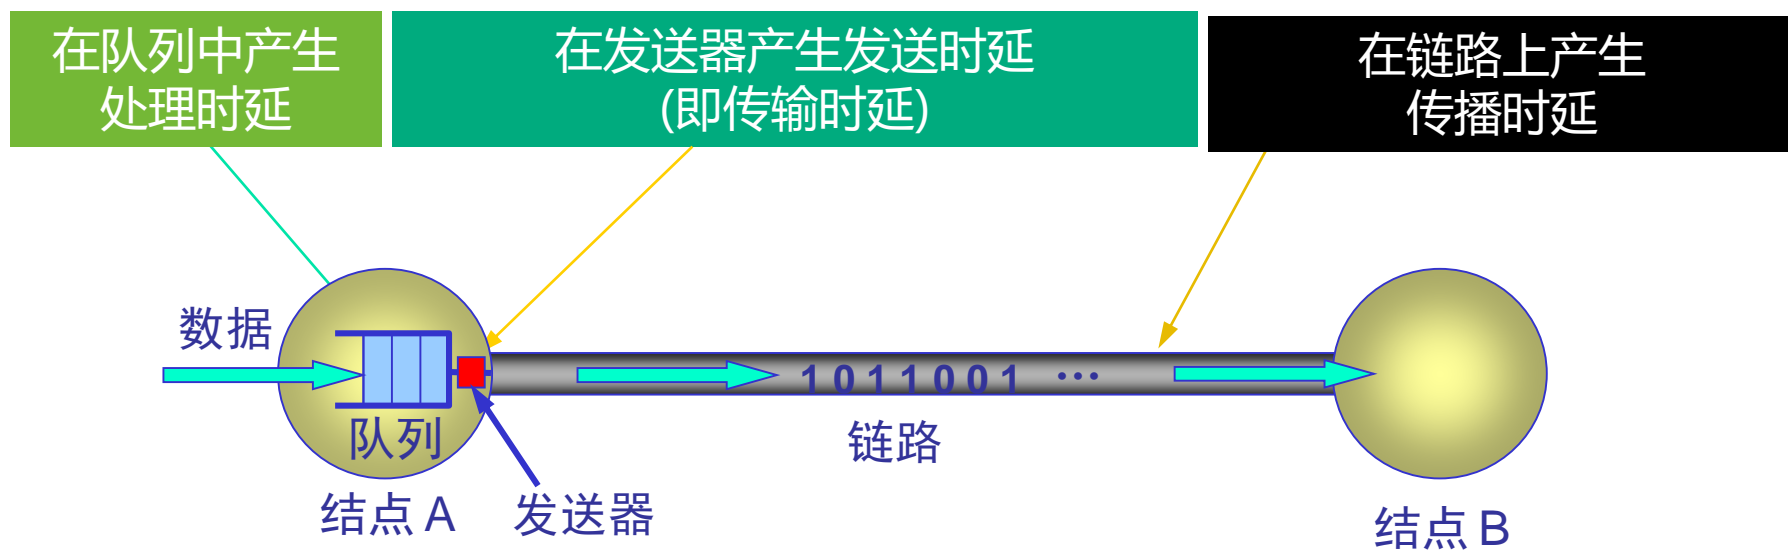 在队列中产生
处理时延
在发送器产生发送时延
(即传输时延)
在链路上产生
传播时延
数据
1 0 1 1 0 0 1 …
队列
链路
结点 A
发送器
结点 B